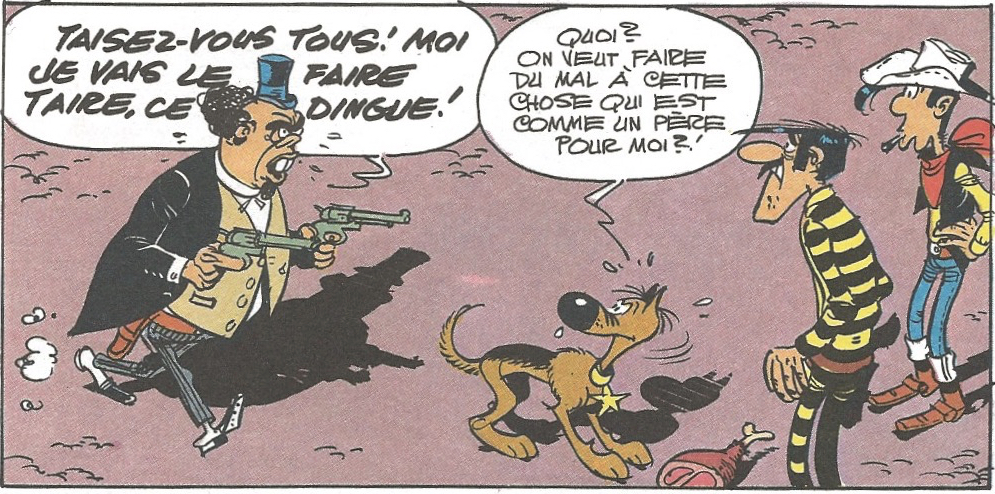 TAISEZ-VOUS TOUS! MOI
JE VAIS LE FAIRE
TAIRE, CE DINGUE!
QUOI?
ON VEUT FAIRE
DU MAL À CETTE
CHOSE QUI EST
COMME UN PÈRE
POUR MOI?!